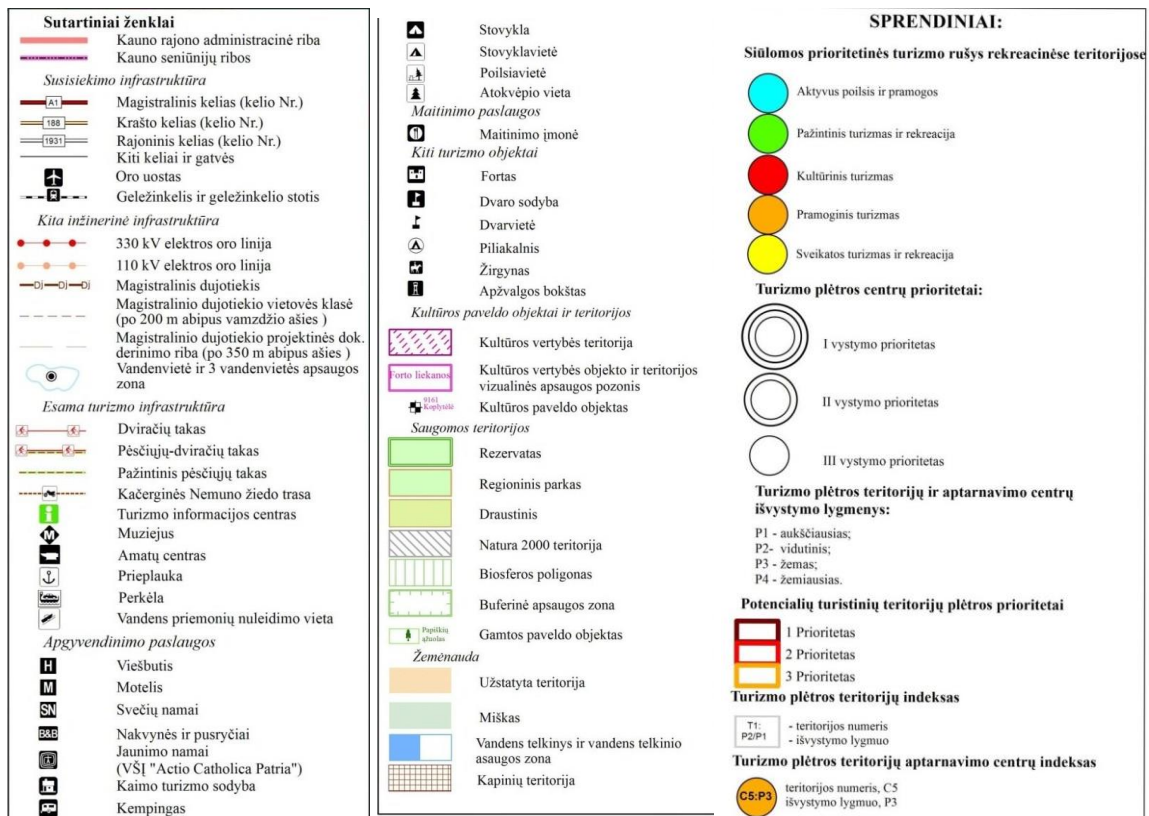 Sutartiniai ženklai
Kauno rajono administracinė riba
Kauno seniūnijų ribos
Susisiekimo infrastruktūra
A1 Magistralinis kelias (kelio Nr.)
188 Krašto kelias (kelio Nr.)
1931 Rajoninis kelias (kelio Nr.)
Kiti keliai ir gatvės
Oro uostas
Geležinkelis ir geležinkelio stotis
Kita inžinerinė infrastruktūra
330 kV elektros oro linija
110 kV elektros oro linija
Dj Dj Dj Magistralinis dujotiekis
Magistralinio dujotiekio vietovės klasė
(po 200 m abipus vamzdžio ašies )
Magistralinio dujotiekio projektinės dok.
derinimo riba (po 350 m abipus ašies )
Vandenvietė ir 3 vandenvietės apsaugos
zona
Esama turizmo infrastruktūra
Dviračių takas
Pėsčiųjų-dviračių takas
Pažintinis pėsčiųjų takas
Kačerginės Nemuno žiedo trasa
i Turizmo informacijos centras
M Muziejus
Amatų centras
Prieplauka
Perkėla
Vandens priemonių nuleidimo vieta
Apgyvendinimo paslaugos
H Viešbutis
M Motelis
SN Svečių namai
B&B Nakvynės ir pusryčiai
Jaunimo namai
(VŠĮ "Actio Catholica Patria")
Kaimo turizmo sodyba
Kempingas
Stovykla
Stovyklavietė
Poilsiavietė
Atokvėpio vieta
Maitinimo paslaugos
Maitinimo įmonė
Kiti turizmo objektai
Fortas
Dvaro sodyba
Dvarvietė
Piliakalnis
Žirgynas
Apžvalgos bokštas
Kultūros paveldo objektai ir teritorijos
Kultūros vertybės teritorija
Forto liekanos Kultūros vertybės objekto ir teritorijos
vizualinės apsaugos pozonis
9161
Koplytėlė Kultūros paveldo objektas
Saugomos teritorijos
Rezervatas
Regioninis parkas
Draustinis
Natura 2000 teritorija
Biosferos poligonas
Buferinė apsaugos zona
Papiškių
ąžuolas Gamtos paveldo objektas
Žemėnauda
Užstatyta teritorija
Miškas
Vandens telkinys ir vandens telkinio
asaugos zona
Kapinių teritorija
SPRENDINIAI:
Siūlomos prioritetinės turizmo rušys rekreacinėse teritorijose
Aktyvus poilsis ir pramogos
Pažintinis turizmas ir rekreacija
Kultūrinis turizmas
Pramoginis turizmas
Sveikatos turizmas ir rekreacija
Turizmo plėtros centrų prioritetai:
I vystymo prioritetas
II vystymo prioritetas
III vystymo prioritetas
Turizmo plėtros teritorijų ir aptarnavimo centrų
išvystymo lygmenys:
P1 - aukščiausias;
P2- vidutinis;
P3 - žemas;
P4 - žemiausias.
Potencialių turistinių teritorijų plėtros prioritetai
1 Prioritetas
2 Prioritetas
3 Prioritetas
Turizmo plėtros teritorijų indeksas
T1: - teritorijos numeris
P2/P1 - išvystymo lygmuo
Turizmo plėtros teritorijų aptarnavimo centrų indeksas
C5:P3 teritorijos numeris, C5
išvystymo lygmuo, P3